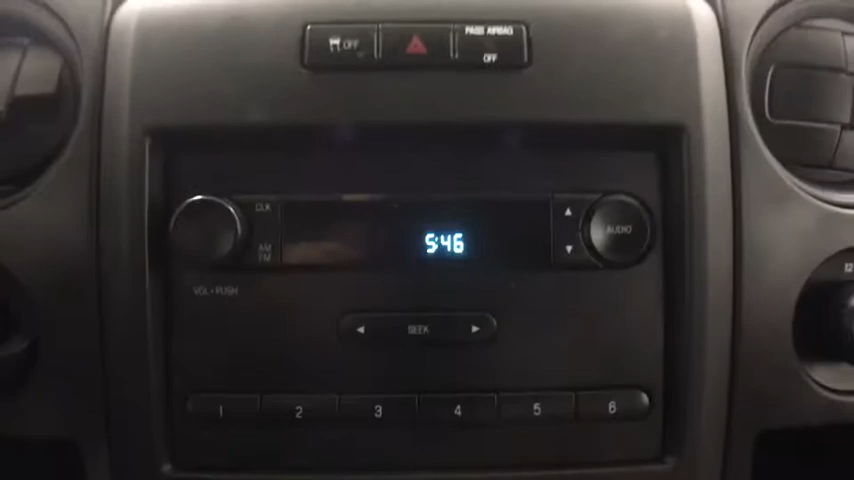 OFF
PASS AIRBAG
OFF
CLK
AM
FM
5:46
AUDIO
VOL • PUSH
SEEK
1 2 3 4 5 6
12